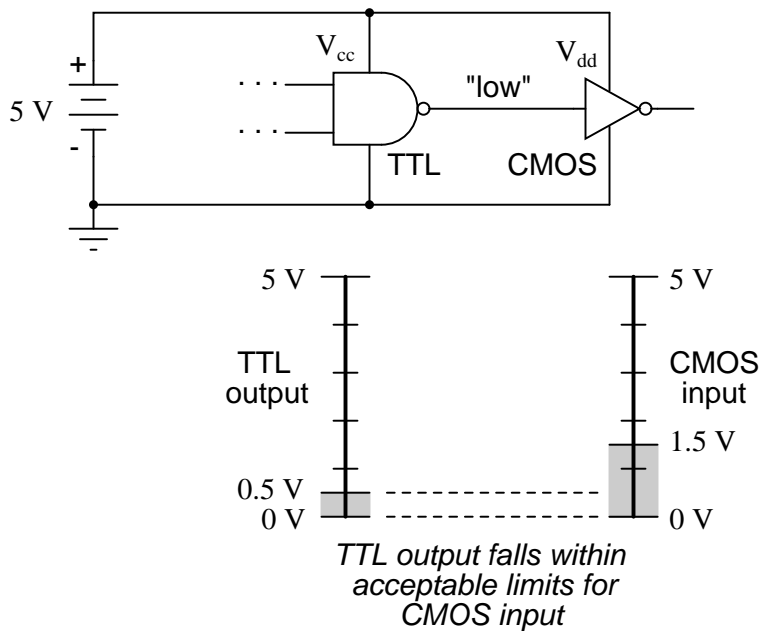 V_cc
V_dd
+
. . .
"low"
5 V
. . .
-
TTL
CMOS
5 V
5 V
TTL
output
CMOS
input
1.5 V
0.5 V
0 V
0 V
TTL output falls within
acceptable limits for
CMOS input